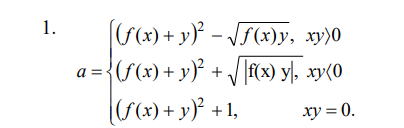 1.
(f(x) + y)² − √f(x)y, xy⟩0
a = { (f(x) + y)² + √|f(x) y|, xy⟨0
(f(x) + y)² + 1, xy = 0.